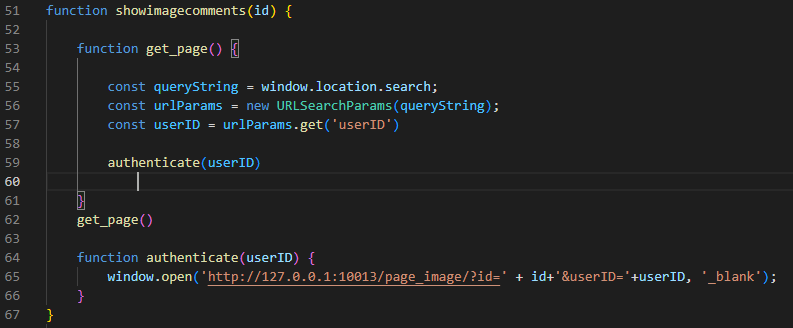 51 function showimagecomments(id) {
52
53 function get_page() {
54
55 const queryString = window.location.search;
56 const urlParams = new URLSearchParams(queryString);
57 const userID = urlParams.get('userID')
58
59 authenticate(userID)
60
61 }
62 get_page()
63
64 function authenticate(userID) {
65 window.open('http://127.0.0.1:10013/page_image/?id=' + id+'&userID='+userID, '_blank');
66 }
67 }